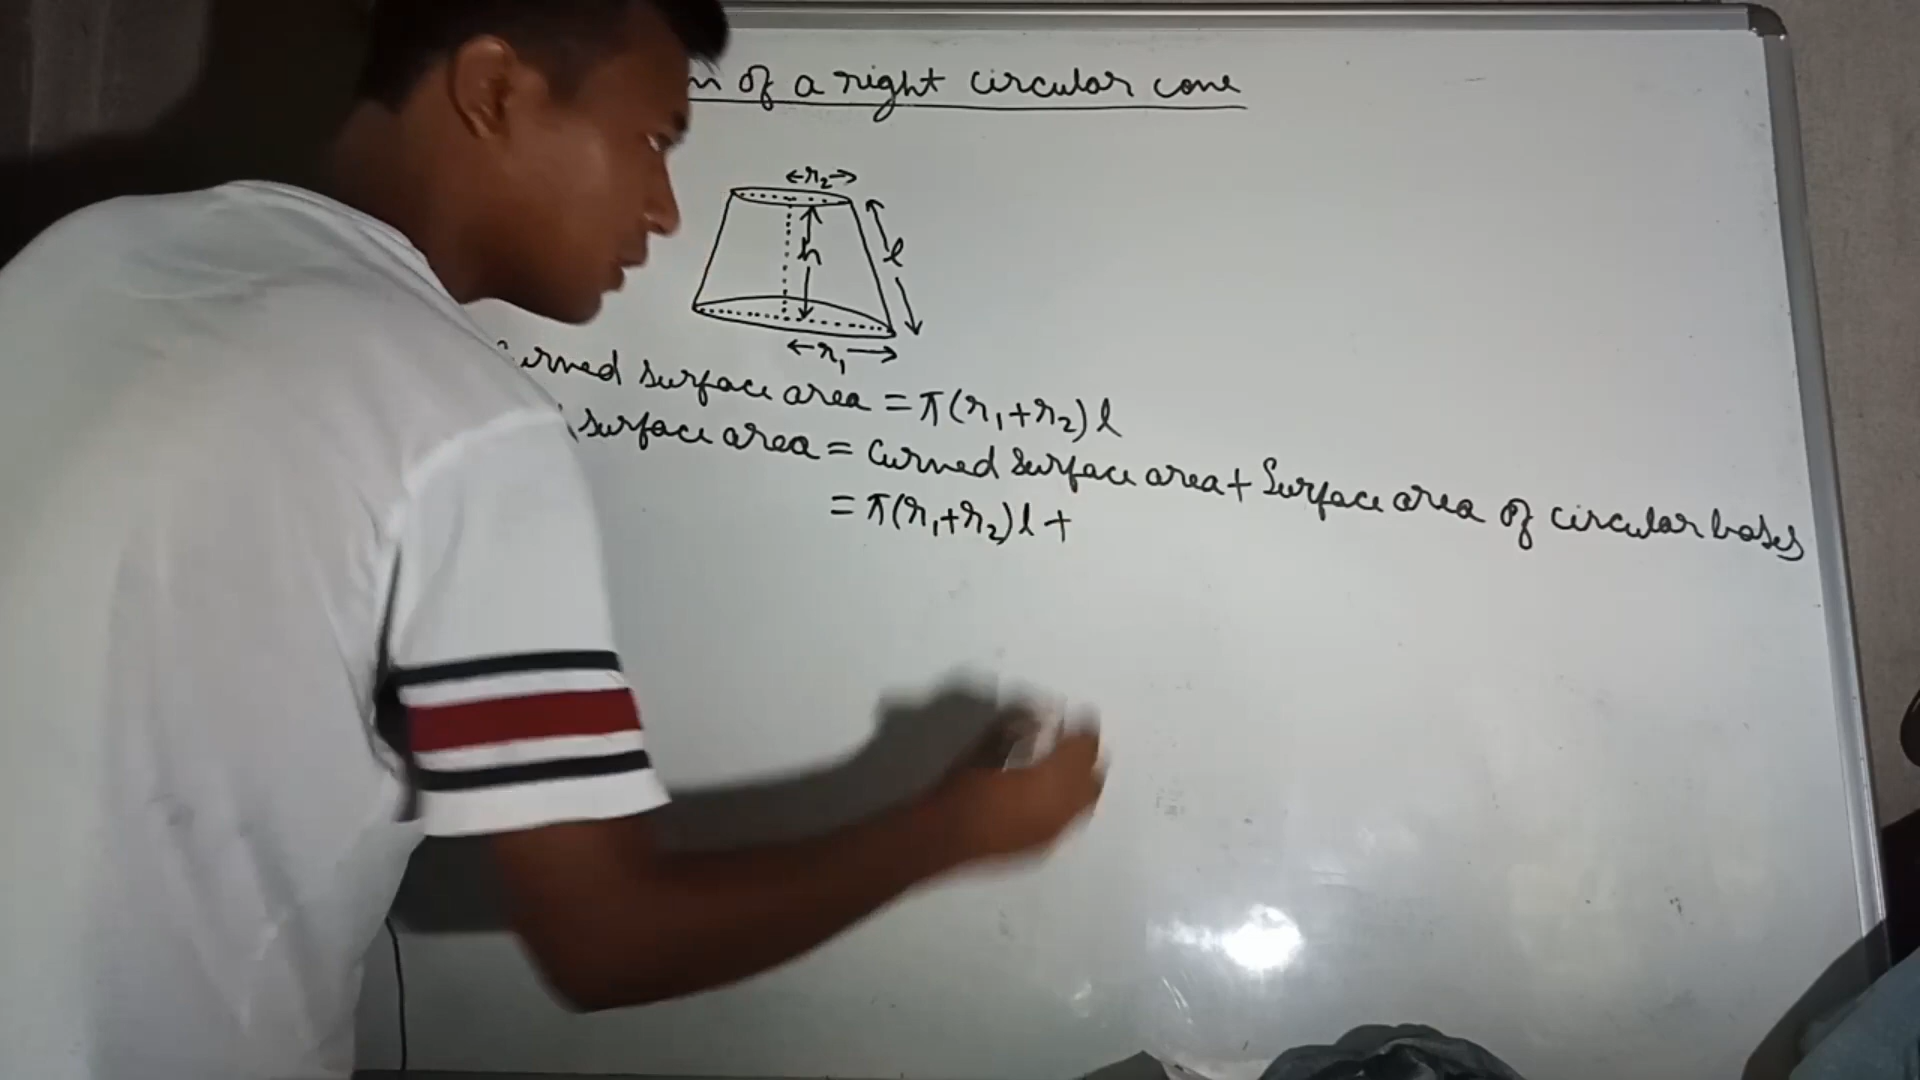 of a right circular cone
r₂
h
l
r₁
surface area = π(r₁+r₂)l
surface area = Curved surface area + Surface area of circular bases
= π(r₁+r₂)l +